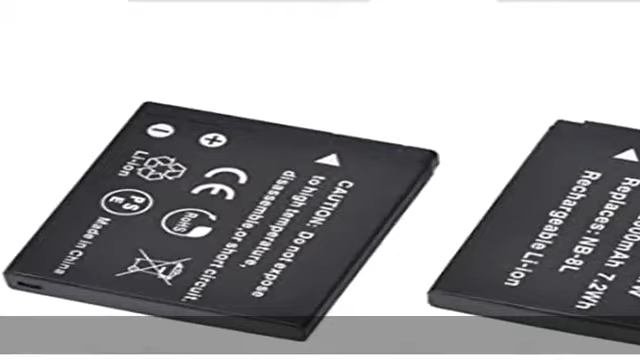 CAUTION: Do not expose
to high temperature,
disassemble,or short circuit.
CE
RoHS
Li-ion
PS
E
Made In China
7.2Wh
Replaces: NB-8L
Rechargeable Li-ion